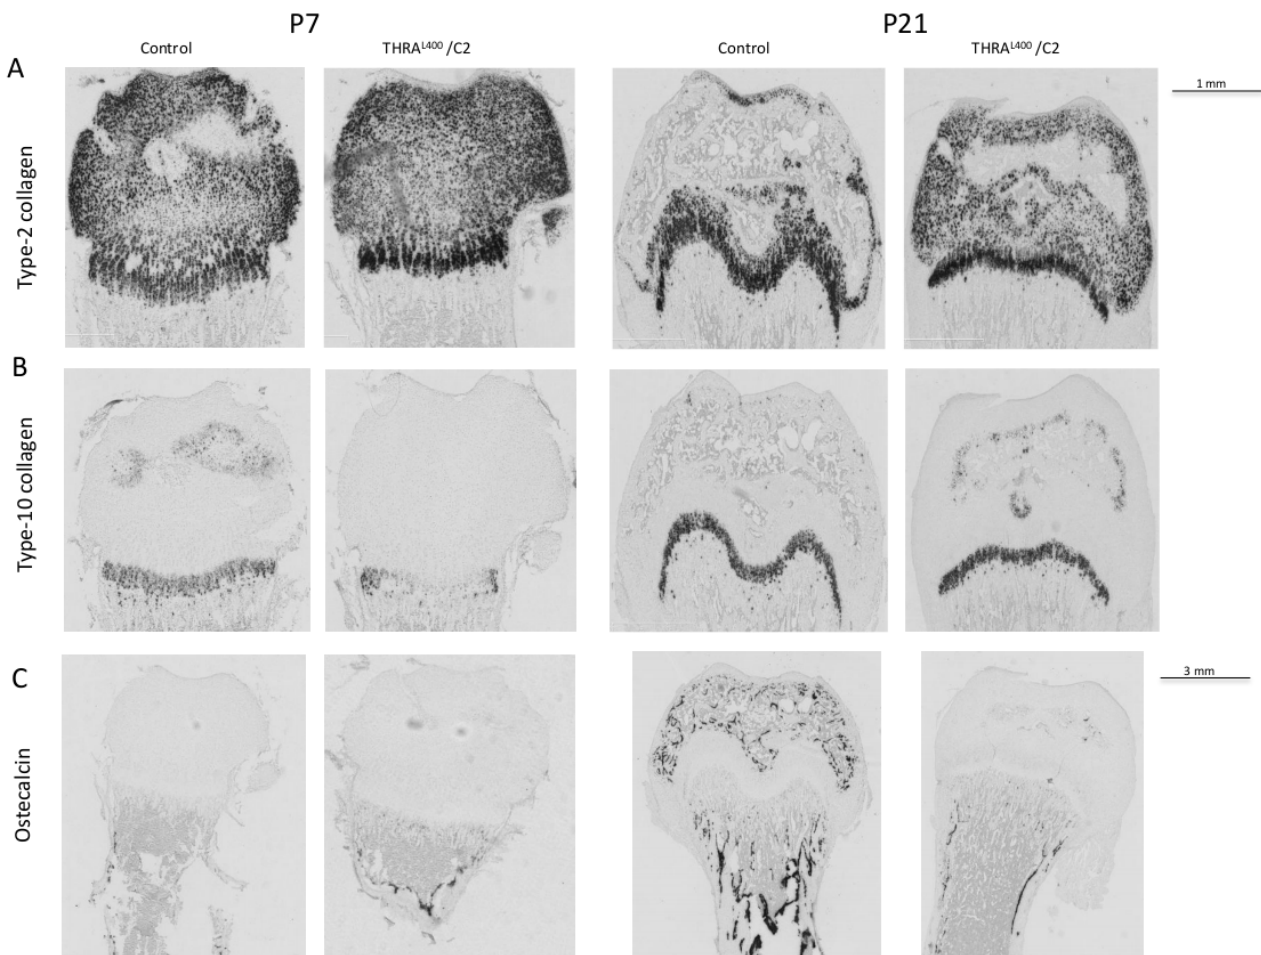 P7 P21
Control THRA^L400 /C2 Control THRA^L400 /C2
A
1 mm
Type-2 collagen
B
Type-10 collagen
C
3 mm
Ostecalcin